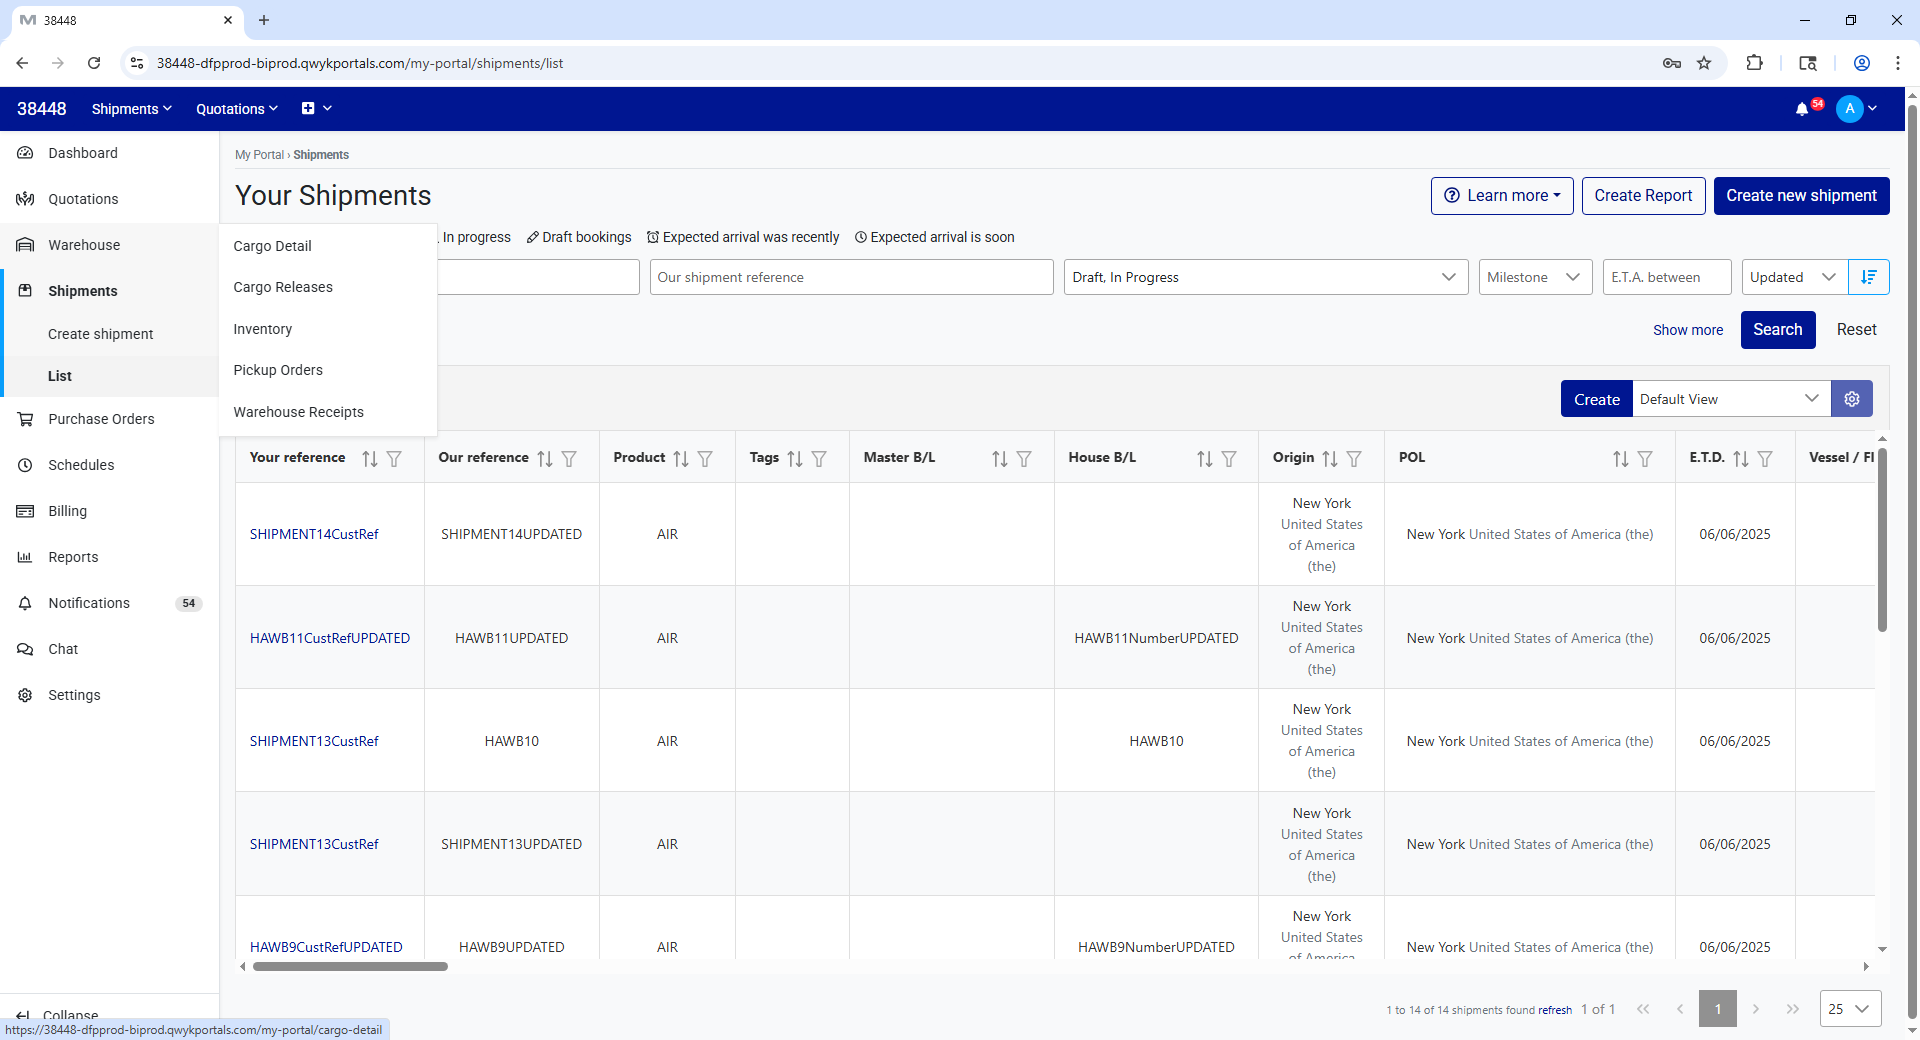 38448
38448-dfpprod-biprod.qwykportals.com/my-portal/shipments/list
38448 Shipments Quotations 54 A
Dashboard
Quotations
Warehouse
Shipments
Create shipment
List
Purchase Orders
Schedules
Billing
Reports
Notifications 54
Chat
Settings
Collapse
https://38448-dfpprod-biprod.qwykportals.com/my-portal/cargo-detail
Cargo Detail
Cargo Releases
Inventory
Pickup Orders
Warehouse Receipts
My Portal › Shipments
Your Shipments
Learn more Create Report Create new shipment
In progress Draft bookings Expected arrival was recently Expected arrival is soon
Our shipment reference Draft, In Progress Milestone E.T.A. between Updated
Show more Search Reset
Create Default View
Your reference Our reference Product Tags Master B/L House B/L Origin POL E.T.D. Vessel / Fl
SHIPMENT14CustRef SHIPMENT14UPDATED AIR New York United States of America (the) New York United States of America (the) 06/06/2025
HAWB11CustRefUPDATED HAWB11UPDATED AIR HAWB11NumberUPDATED New York United States of America (the) New York United States of America (the) 06/06/2025
SHIPMENT13CustRef HAWB10 AIR HAWB10 New York United States of America (the) New York United States of America (the) 06/06/2025
SHIPMENT13CustRef SHIPMENT13UPDATED AIR New York United States of America (the) New York United States of America (the) 06/06/2025
HAWB9CustRefUPDATED HAWB9UPDATED AIR HAWB9NumberUPDATED New York United States of America New York United States of America (the) 06/06/2025
1 to 14 of 14 shipments found refresh 1 of 1 1 25